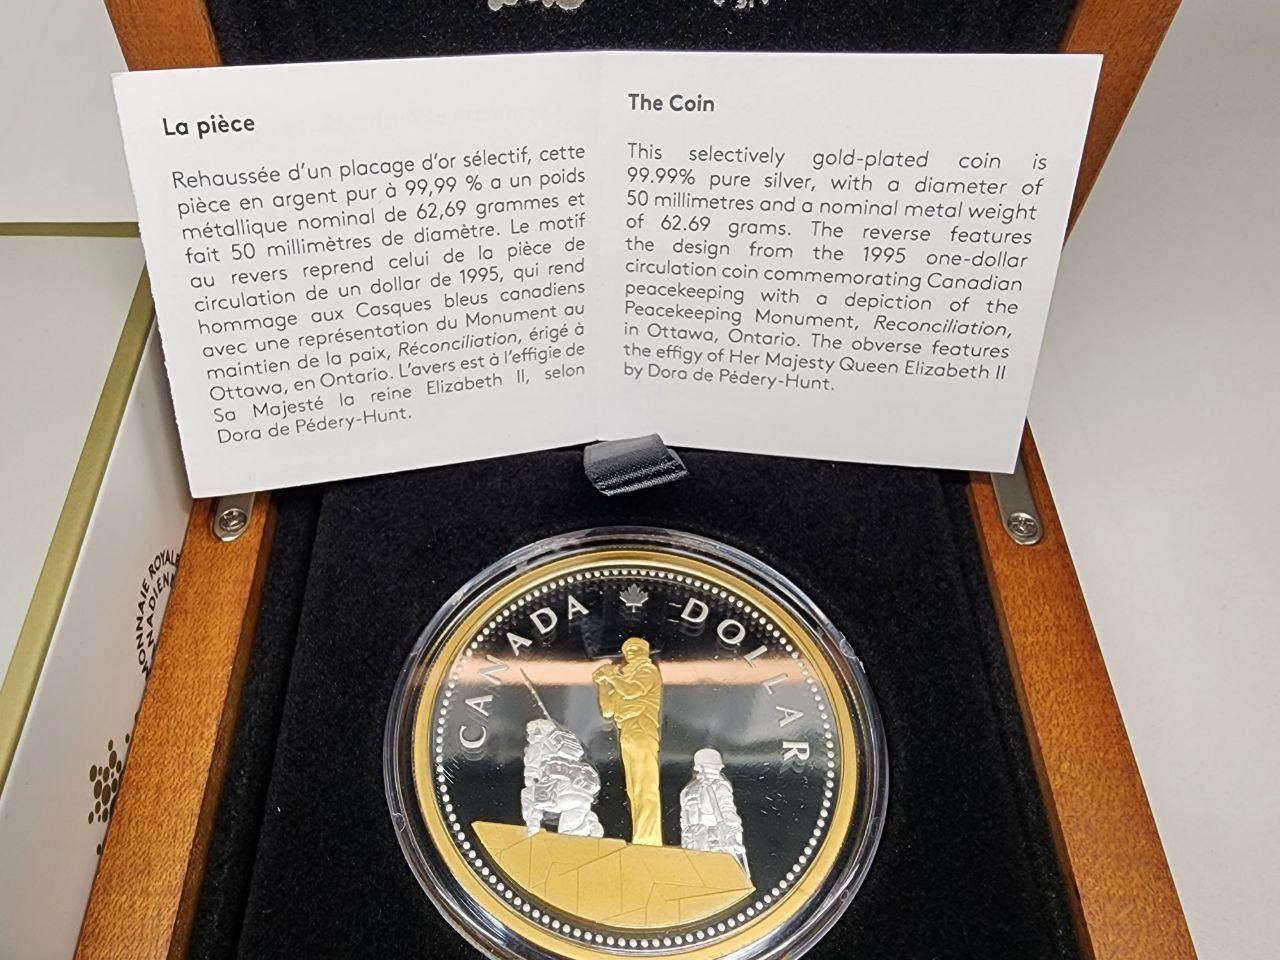 La pièce
Rehaussée d'un placage d'or sélectif, cette
pièce en argent pur à 99,99 % a un poids
métallique nominal de 62,69 grammes et
fait 50 millimètres de diamètre. Le motif
au revers reprend celui de la pièce de
circulation de un dollar de 1995, qui rend
hommage aux Casques bleus canadiens
avec une représentation du Monument au
maintien de la paix, Réconciliation, érigé à
Ottawa, en Ontario. L'avers est à l'effigie de
Sa Majesté la reine Elizabeth II, selon
Dora de Pédery-Hunt.
The Coin
This selectively gold-plated coin is
99.99% pure silver, with a diameter of
50 millimetres and a nominal metal weight
of 62.69 grams. The reverse features
the design from the 1995 one-dollar
circulation coin commemorating Canadian
peacekeeping with a depiction of the
Peacekeeping Monument, Reconciliation,
in Ottawa, Ontario. The obverse features
the effigy of Her Majesty Queen Elizabeth II
by Dora de Pédery-Hunt.
MONNAIE ROYALE
CANADIENNE
CANADA DOLLAR